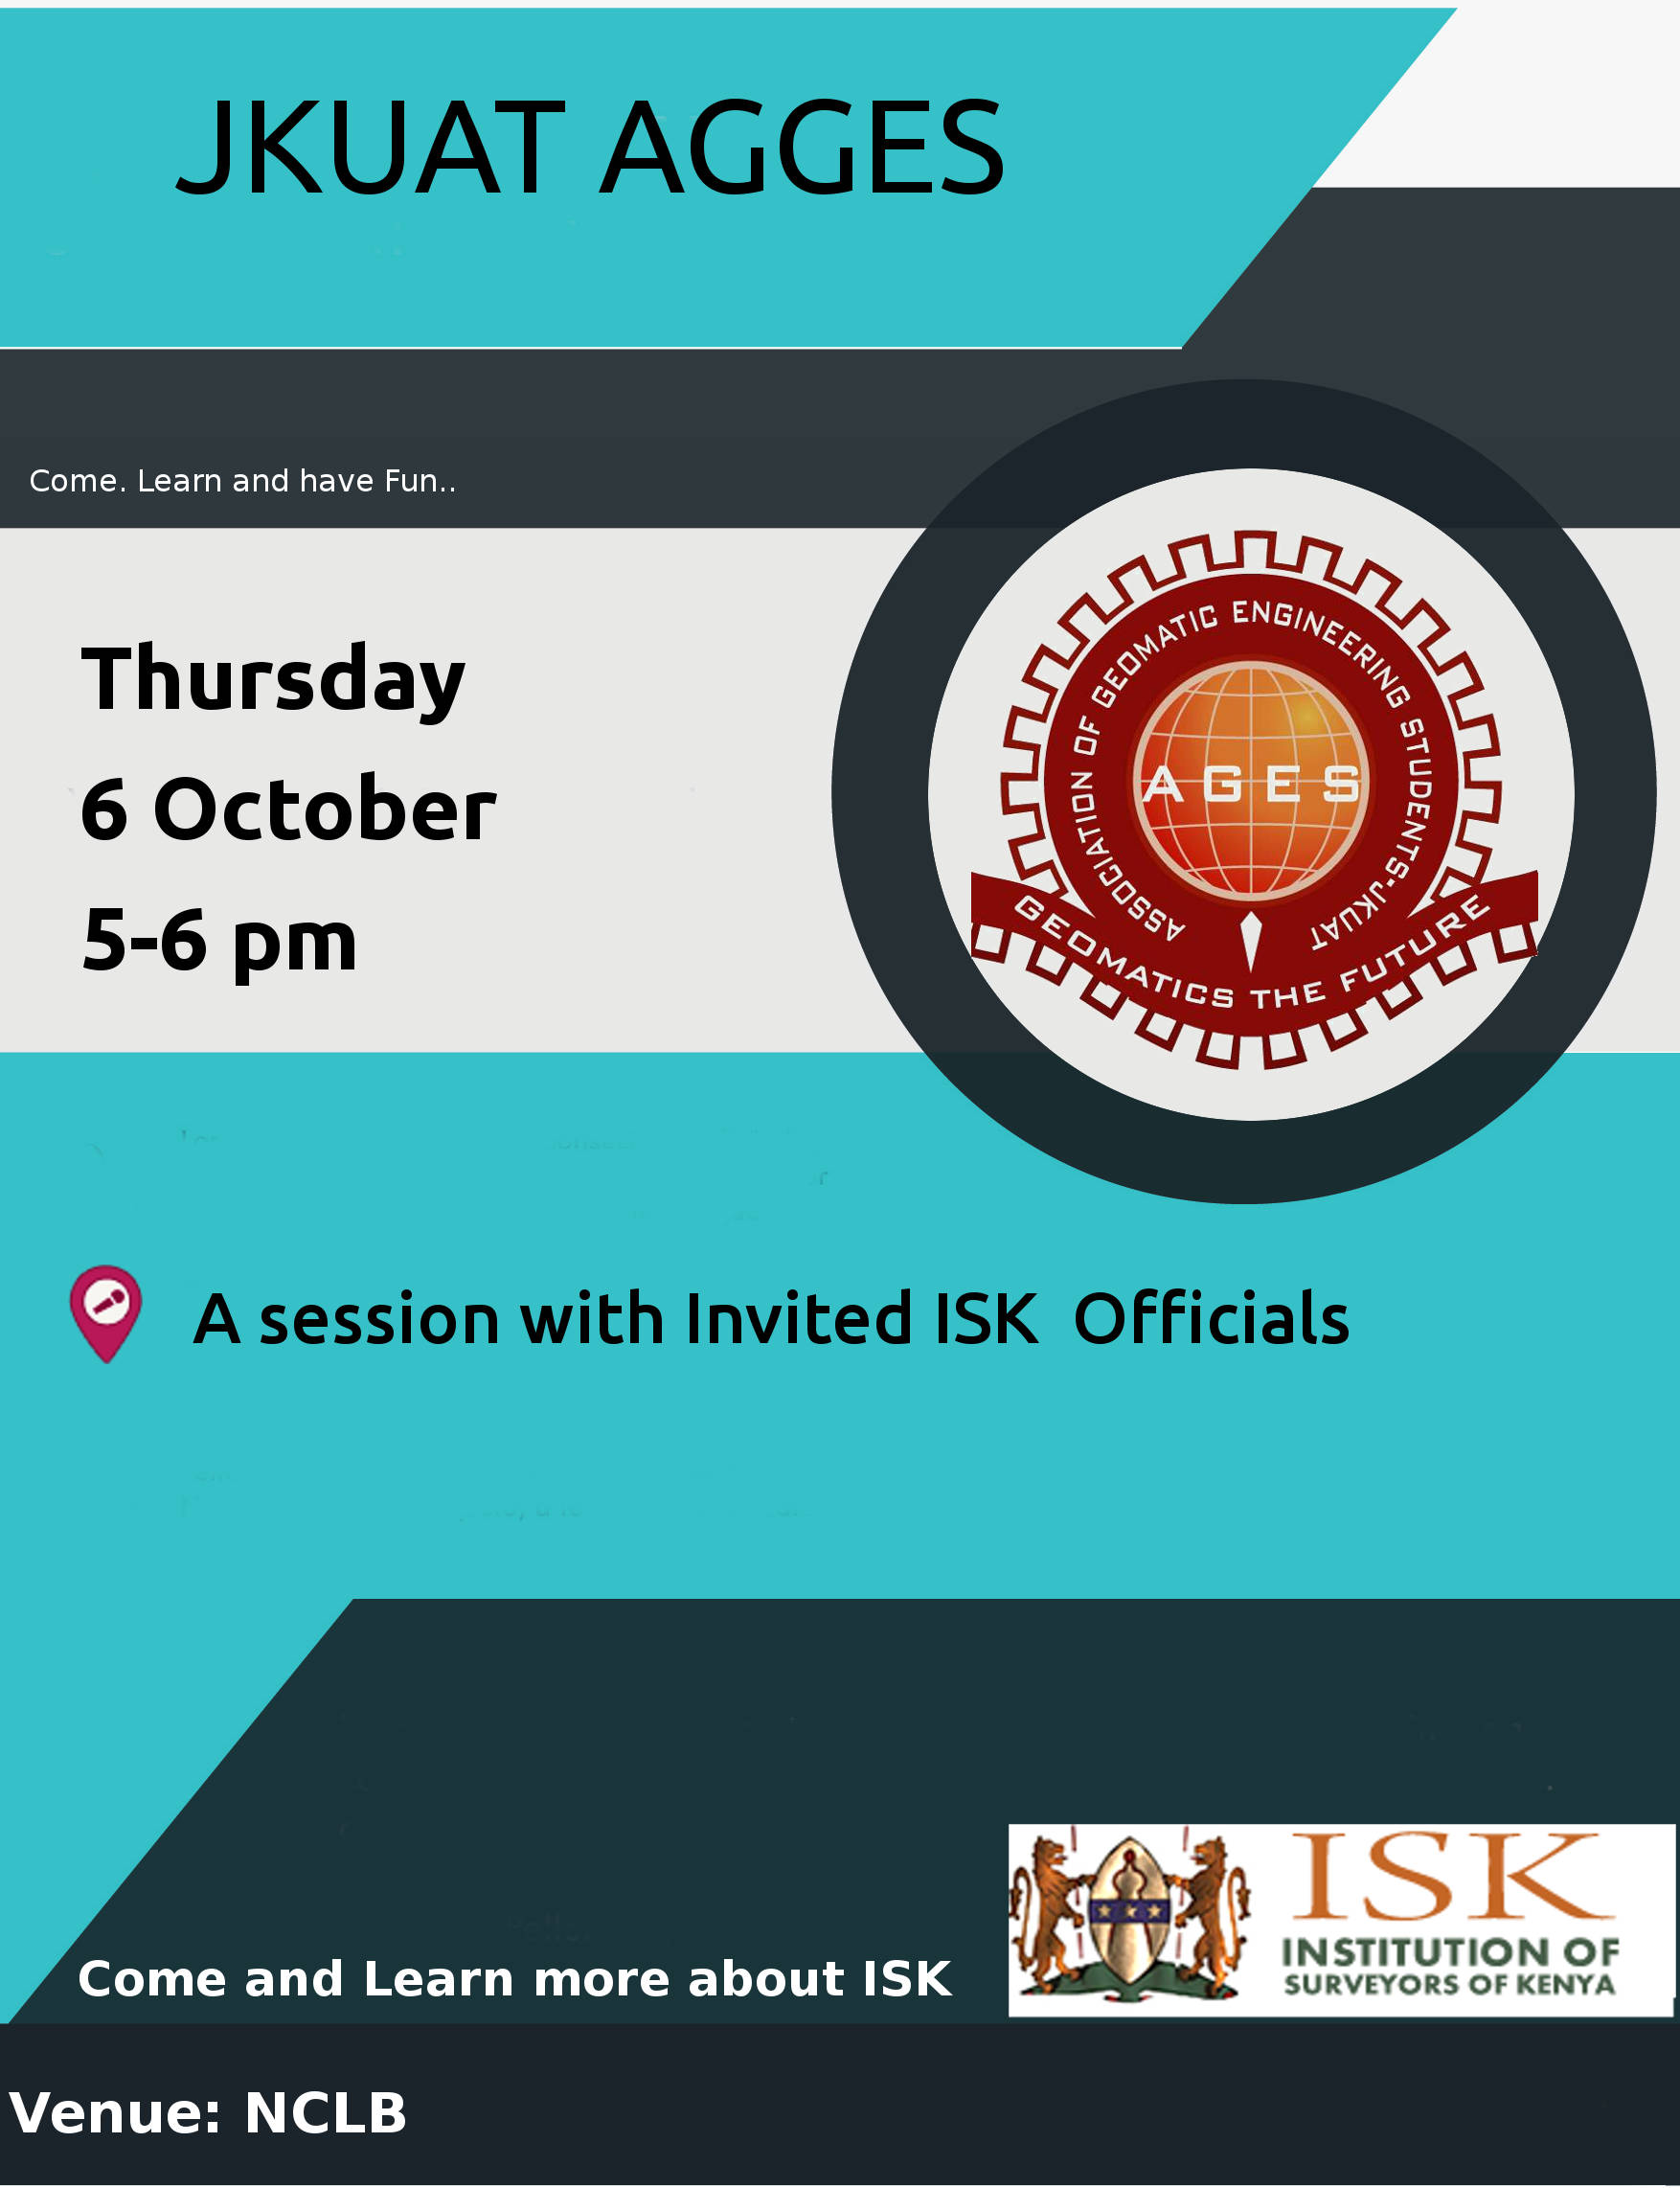 JKUAT AGGES
Come. Learn and have Fun..
Thursday
6 October
5-6 pm
ASSOCIATION OF GEOMATIC ENGINEERING STUDENTS-JKUAT
AGES
GEOMATICS THE FUTURE
A session with Invited ISK Officials
Come and Learn more about ISK
ISK
INSTITUTION OF
SURVEYORS OF KENYA
Venue: NCLB